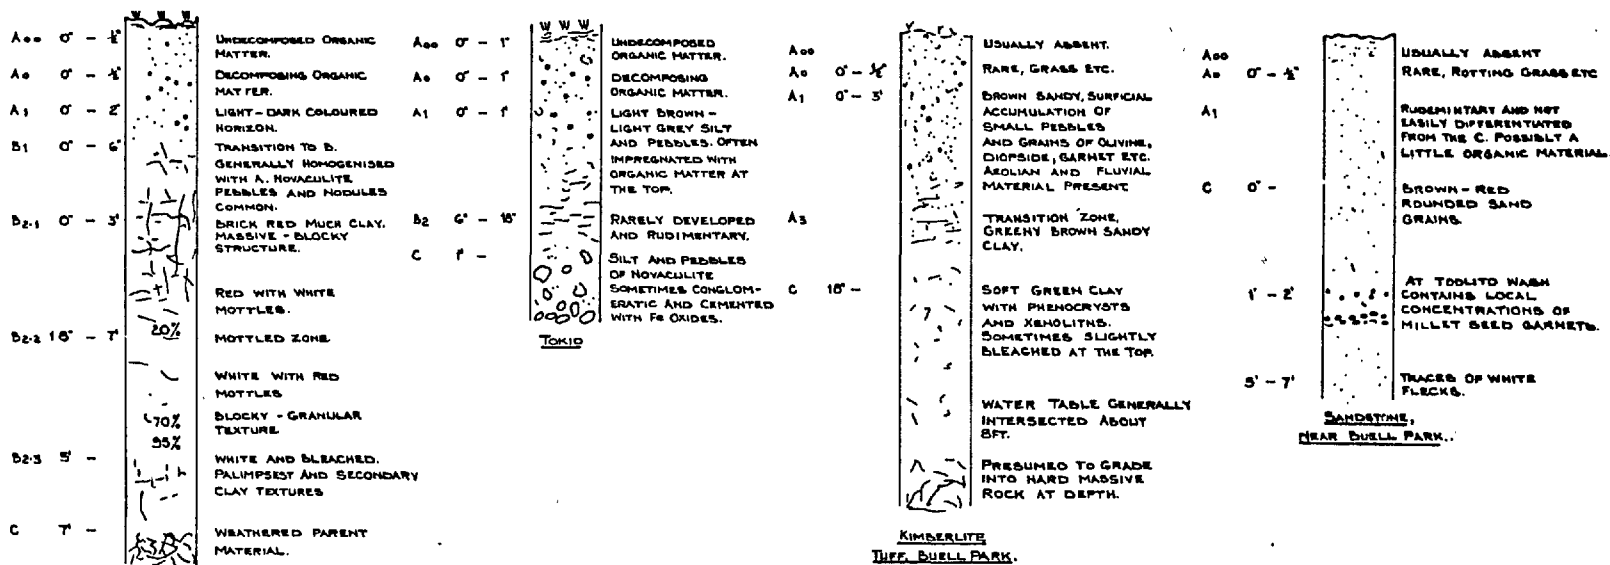 A00 0" - ½"
UNDECOMPOSED ORGANIC
MATTER.
A0 0" - ½"
DECOMPOSING ORGANIC
MATTER.
A1 0" - 2"
LIGHT-DARK COLOURED
HORIZON.
B1 0" - 6"
TRANSITION TO B.
GENERALLY HOMOGENISED
WITH A. NOVACULITE
PEBBLES AND NODULES
COMMON.
B2·1 0" - 3'
BRICK RED MUCH CLAY.
MASSIVE - BLOCKY
STRUCTURE.
RED WITH WHITE
MOTTLES.
20%
B2·2 18" - 7'
MOTTLED ZONE
WHITE WITH RED
MOTTLES
70%
BLOCKY - GRANULAR
TEXTURE
95%
B2·3 5' -
WHITE AND BLEACHED.
PALIMPSEST AND SECONDARY
CLAY TEXTURES
C 7' -
WEATHERED PARENT
MATERIAL.
A00 0" - 1"
UNDECOMPOSED
ORGANIC MATTER.
A0 0" - 1"
DECOMPOSING
ORGANIC MATTER.
A1 0" - 1'
LIGHT BROWN -
LIGHT GREY SILT
AND PEBBLES. OFTEN
IMPREGNATED WITH
ORGANIC MATTER AT
THE TOP.
B2 6" - 18"
RARELY DEVELOPED
AND RUDIMENTARY.
C 1' -
SILT AND PEBBLES
OF NOVACULITE
SOMETIMES CONGLOM-
ERATIC AND CEMENTED
WITH Fe OXIDES.
TOKIO
A00
USUALLY ABSENT.
A0 0" - ½"
RARE, GRASS ETC.
A1 0" - 3'
BROWN SANDY, SURFICIAL
ACCUMULATION OF
SMALL PEBBLES
AND GRAINS OF OLIVINE,
DIOPSIDE, GARNET ETC.
AEOLIAN AND FLUVIAL
MATERIAL PRESENT
A3
TRANSITION ZONE,
GREENY BROWN SANDY
CLAY.
C 18" -
SOFT GREEN CLAY
WITH PHENOCRYSTS
AND XENOLITHS.
SOMETIMES SLIGHTLY
BLEACHED AT THE TOP.
WATER TABLE GENERALLY
INTERSECTED ABOUT
8FT.
PRESUMED TO GRADE
INTO HARD MASSIVE
ROCK AT DEPTH.
KIMBERLITE
TUFF, BUELL PARK.
A00
USUALLY ABSENT
A0 0" - ½"
RARE, ROTTING GRASS ETC
A1
RUDEMINTARY AND NOT
EASILY DIFFERENTIATED
FROM THE C. POSSIBLY A
LITTLE ORGANIC MATERIAL.
C 0" -
BROWN - RED
ROUNDED SAND
GRAINS.
1' - 2'
AT TODLITO WASH
CONTAINS LOCAL
CONCENTRATIONS OF
MILLET SEED GARNETS.
5' - 7'
TRACES OF WHITE
FLECKS.
SANDSTONE,
NEAR BUELL PARK.